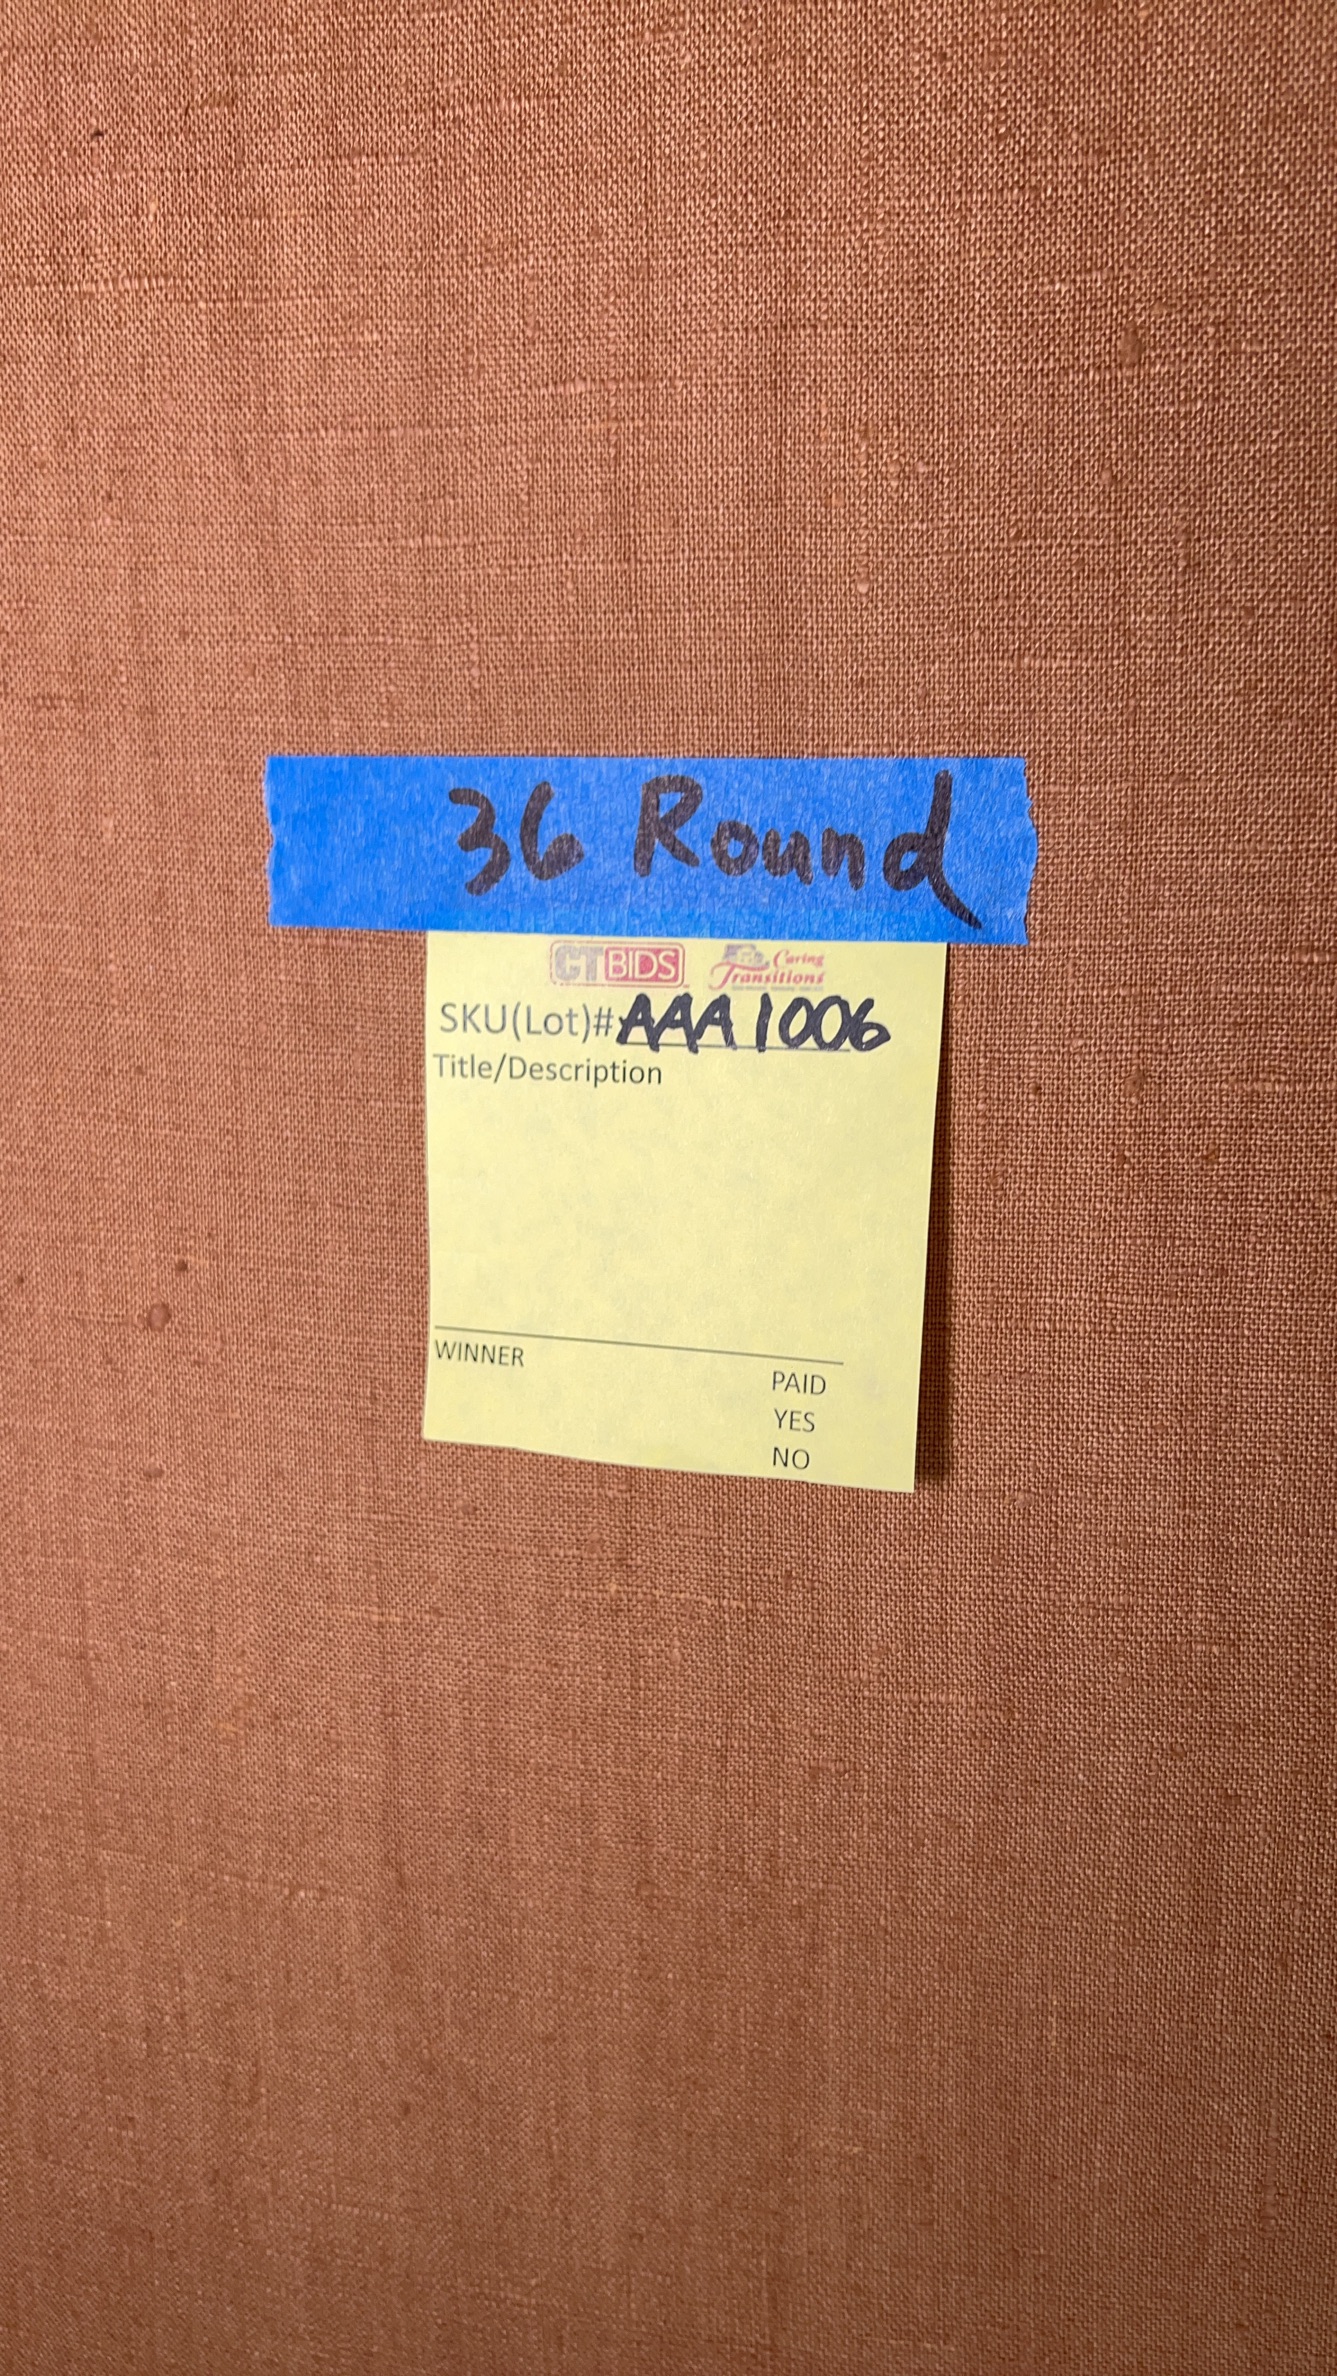 36 Round
CTBIDS Caring Transitions
SKU(Lot)# AAA1006
Title/Description
WINNER
PAID
YES
NO